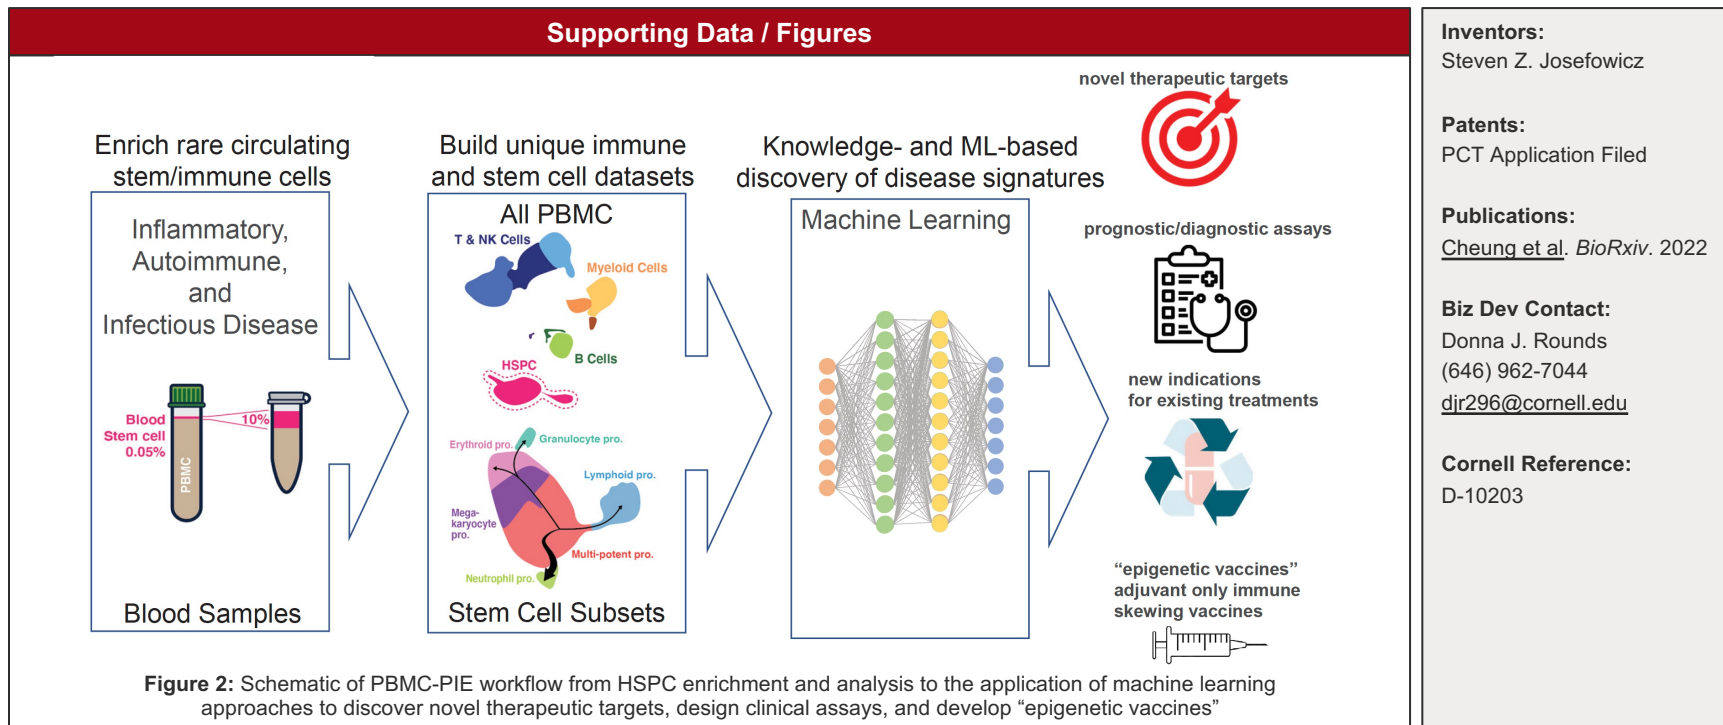 Supporting Data / Figures
Enrich rare circulating
stem/immune cells
Inflammatory,
Autoimmune,
and
Infectious Disease
Blood
Stem cell
0.05%
10%
PBMC
Blood Samples
Build unique immune
and stem cell datasets
All PBMC
T & NK Cells
Myeloid Cells
B Cells
HSPC
Erythroid pro.
Granulocyte pro.
Lymphoid pro.
Mega-
karyocyte
pro.
Multi-potent pro.
Neutrophil pro.
Stem Cell Subsets
Knowledge- and ML-based
discovery of disease signatures
Machine Learning
novel therapeutic targets
prognostic/diagnostic assays
new indications
for existing treatments
“epigenetic vaccines”
adjuvant only immune
skewing vaccines
Figure 2: Schematic of PBMC-PIE workflow from HSPC enrichment and analysis to the application of machine learning
approaches to discover novel therapeutic targets, design clinical assays, and develop “epigenetic vaccines”
Inventors:
Steven Z. Josefowicz
Patents:
PCT Application Filed
Publications:
Cheung et al. BioRxiv. 2022
Biz Dev Contact:
Donna J. Rounds
(646) 962-7044
djr296@cornell.edu
Cornell Reference:
D-10203